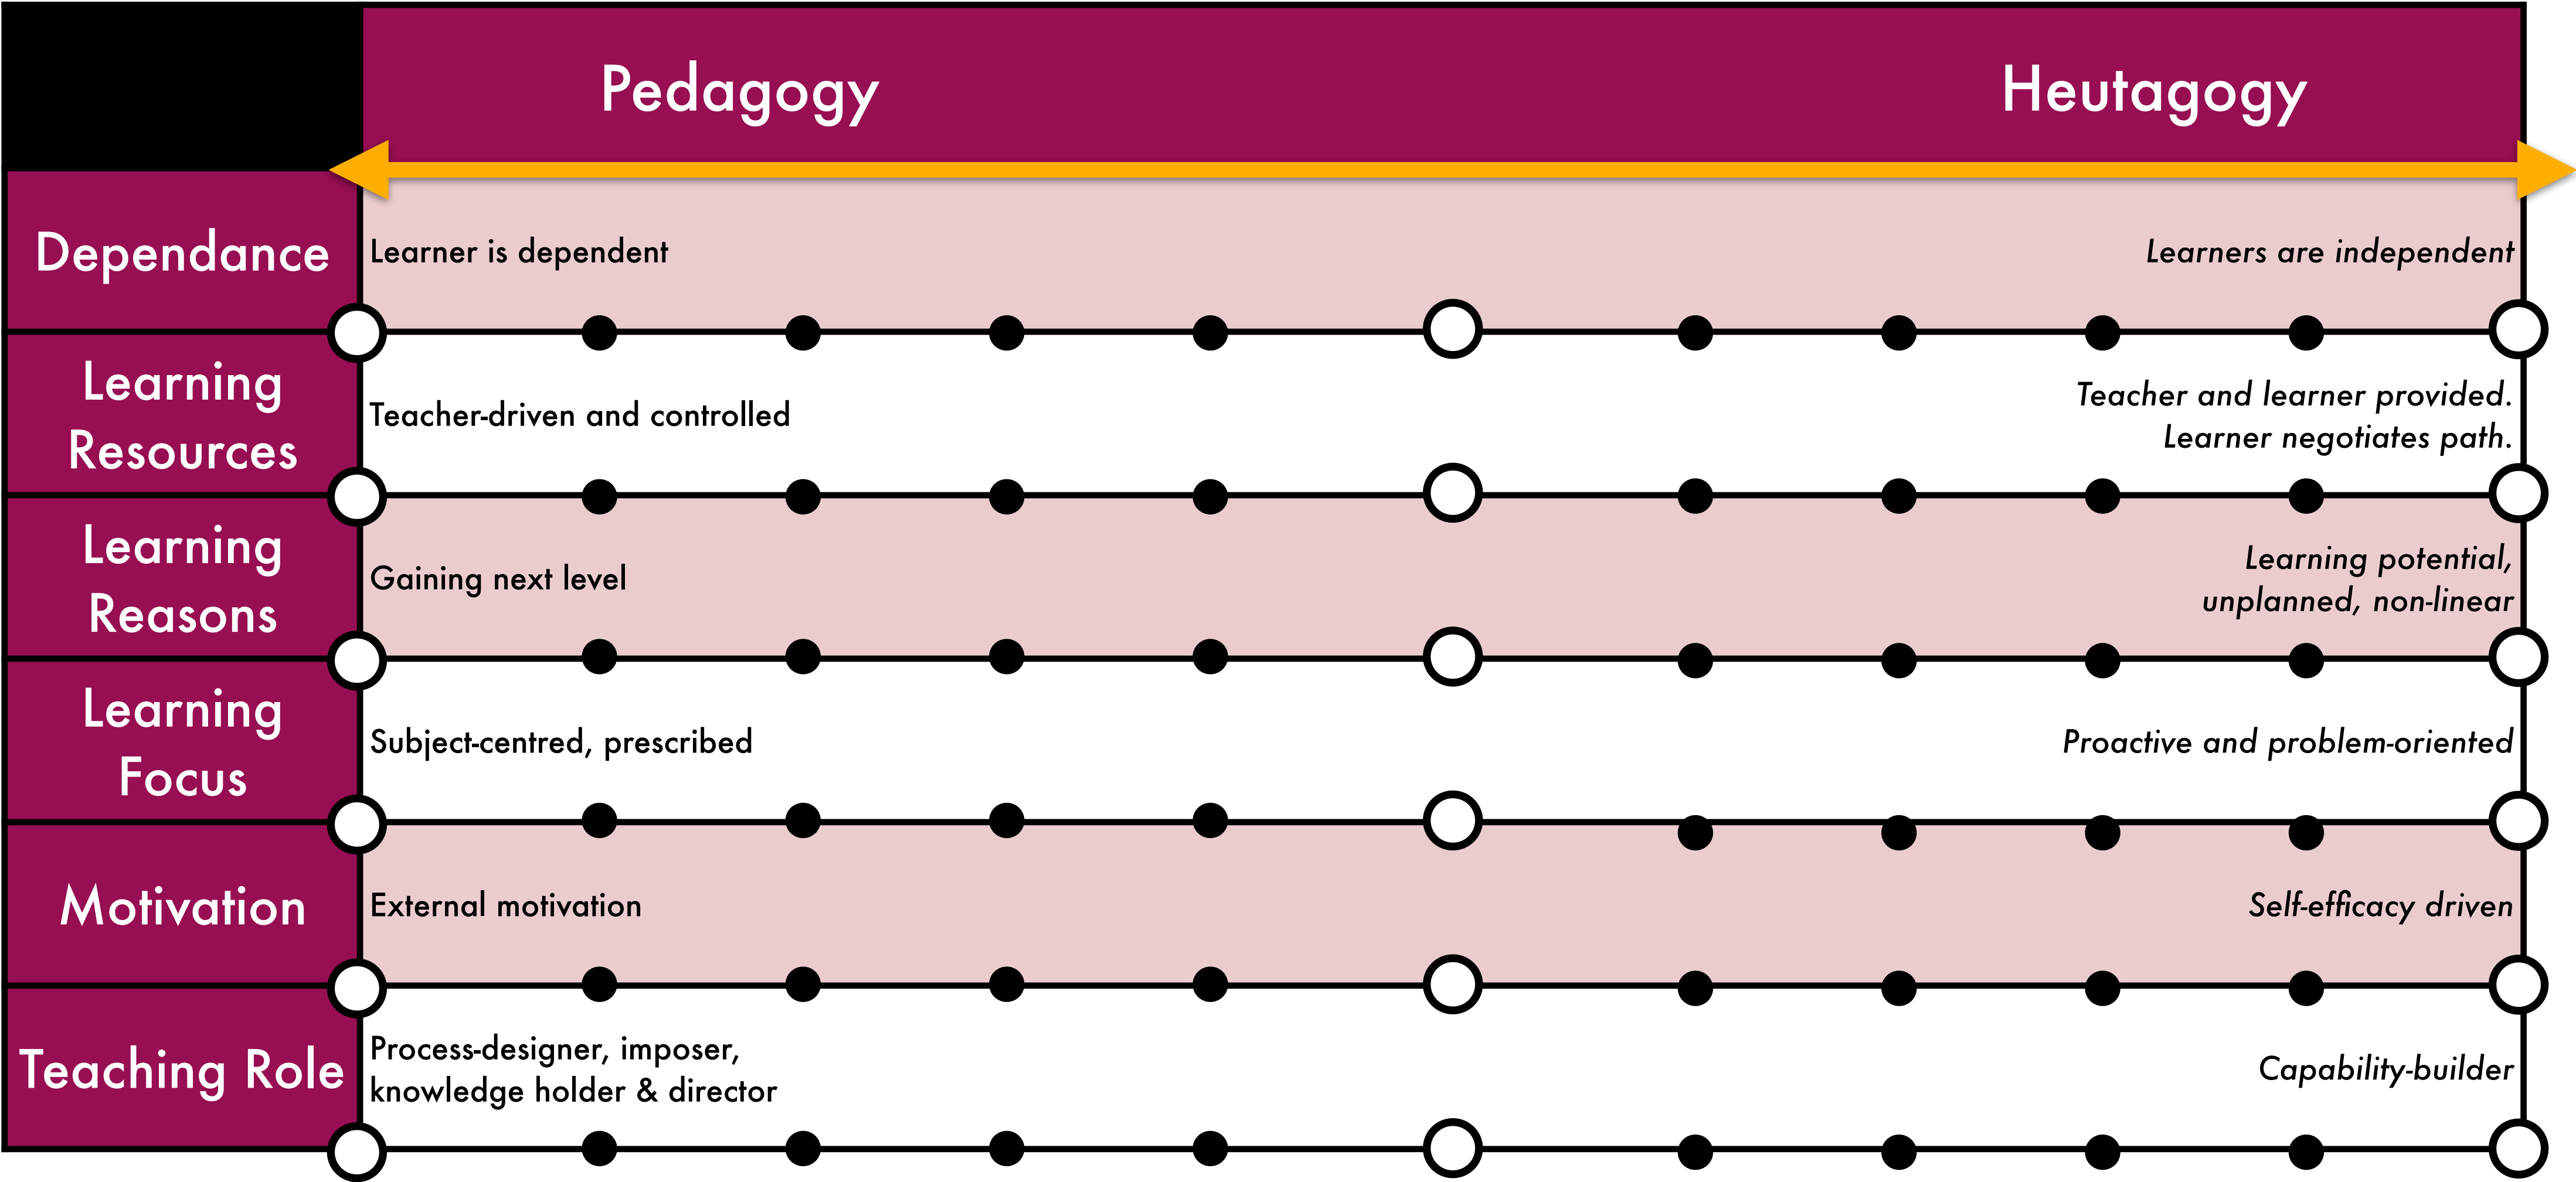 Pedagogy
Heutagogy
Dependance
Learner is dependent
Learners are independent
Learning
Resources
Teacher-driven and controlled
Teacher and learner provided.
Learner negotiates path.
Learning
Reasons
Gaining next level
Learning potential,
unplanned, non-linear
Learning
Focus
Subject-centred, prescribed
Proactive and problem-oriented
Motivation
External motivation
Self-efficacy driven
Teaching Role
Process-designer, imposer,
knowledge holder & director
Capability-builder